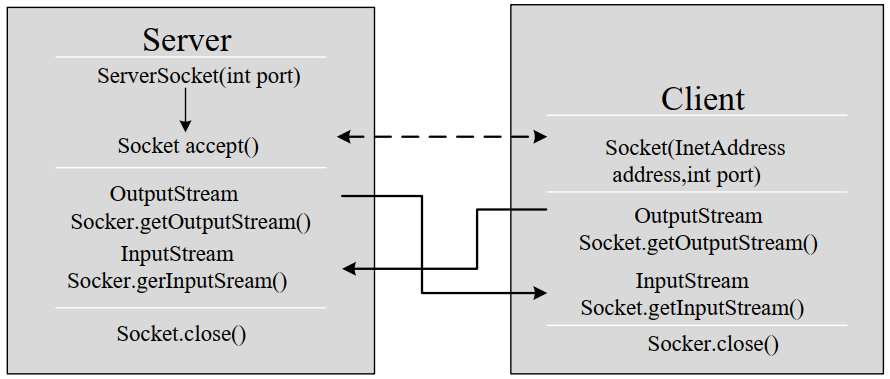 Server
ServerSocket(int port)
Socket accept()
OutputStream
Socker.getOutputStream()
InputStream
Socker.gerInputSream()
Socket.close()
Client
Socket(InetAddress
address,int port)
OutputStream
Socket.getOutputStream()
InputStream
Socket.getInputStream()
Socker.close()